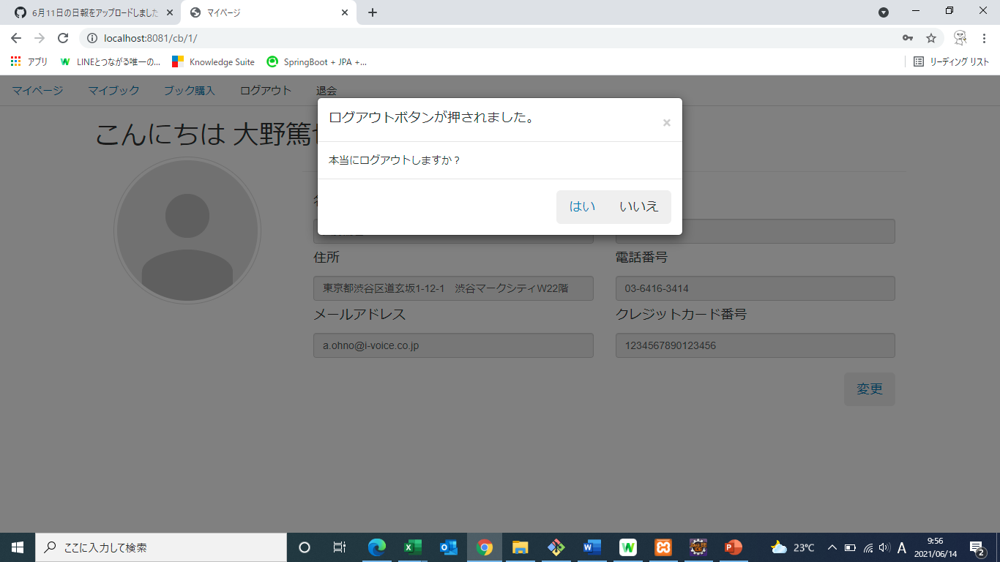 6月11日の日報をアップロードしました
マイページ
localhost:8081/cb/1/
アプリ
LINEとつながる唯一の...
Knowledge Suite
SpringBoot + JPA +...
リーディング リスト
マイページ
マイブック
ブック購入
ログアウト
退会
ログアウトボタンが押されました。
×
こんにちは 大野篤
本当にログアウトしますか？
はい
いいえ
住所
電話番号
東京都渋谷区道玄坂1-12-1　渋谷マークシティW22階
03-6416-3414
メールアドレス
クレジットカード番号
a.ohno@i-voice.co.jp
1234567890123456
変更
ここに入力して検索
23°C
A
9:56
2021/06/14
2